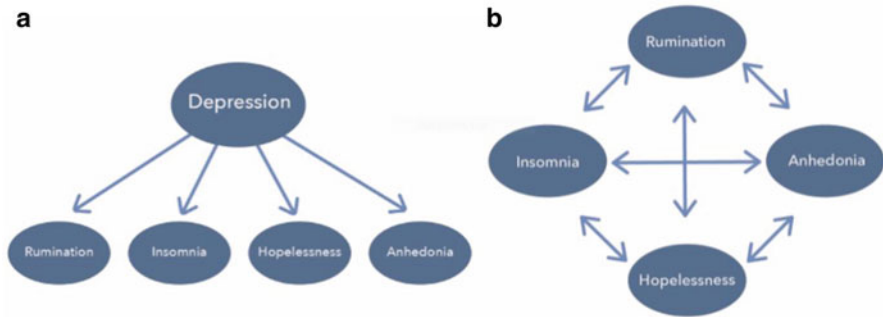 a
Depression
Rumination
Insomnia
Hopelessness
Anhedonia
b
Rumination
Insomnia
Anhedonia
Hopelessness